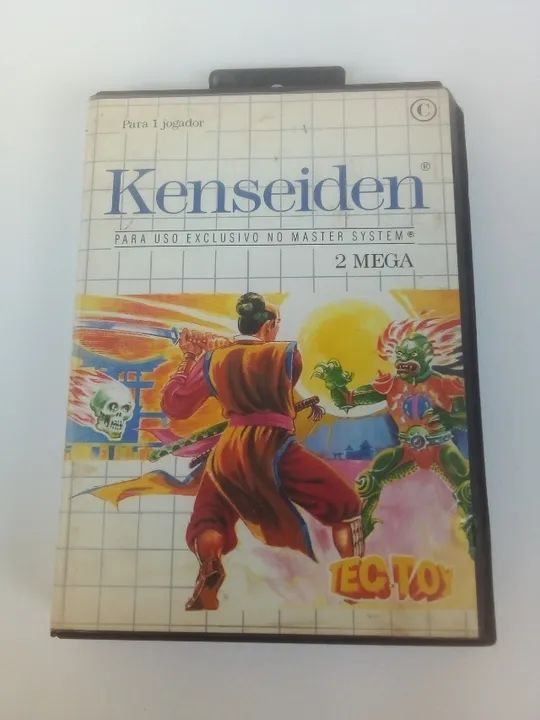 Para 1 jogador
C
Kenseiden®
PARA USO EXCLUSIVO NO MASTER SYSTEM®
2 MEGA
TEC TOY